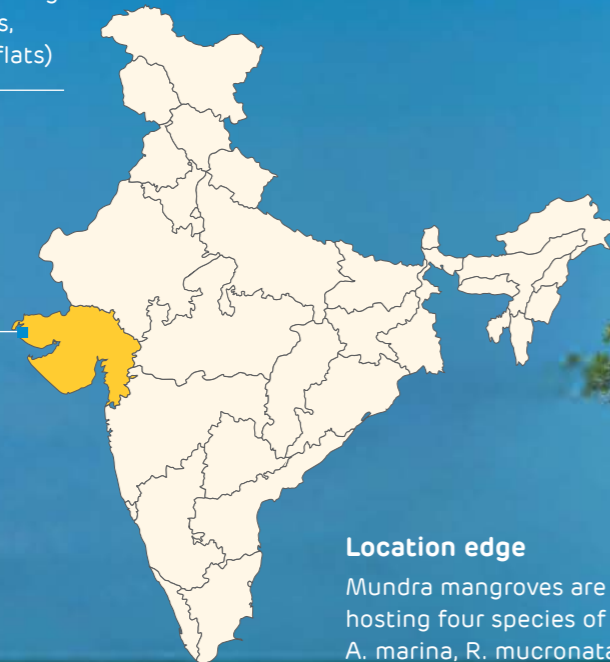 s,
flats)
Location edge
Mundra mangroves are
hosting four species of
A. marina, R. mucronata